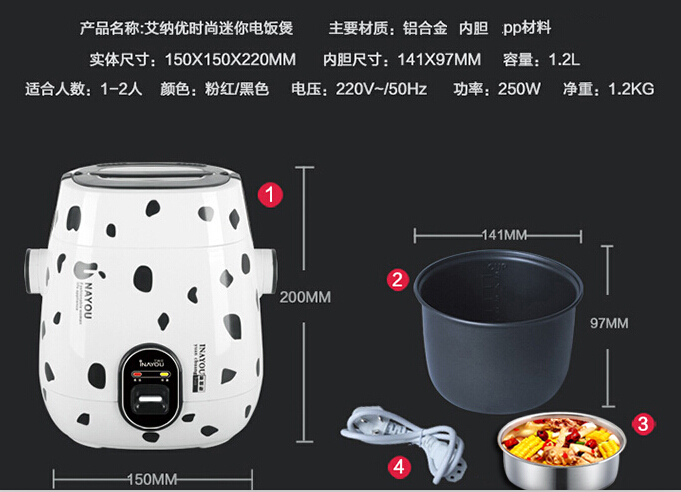 产品名称:艾纳优时尚迷你电饭煲 主要材质: 铝合金 内胆 pp材料
实体尺寸: 150X150X220MM 内胆尺寸: 141X97MM 容量: 1.2L
适合人数: 1-2人 颜色: 粉红/黑色 电压: 220V~/50Hz 功率: 250W 净重: 1.2KG
1
141MM
2
200MM
97MM
INAYOU
INAYOU
INAYOU
3
4
150MM